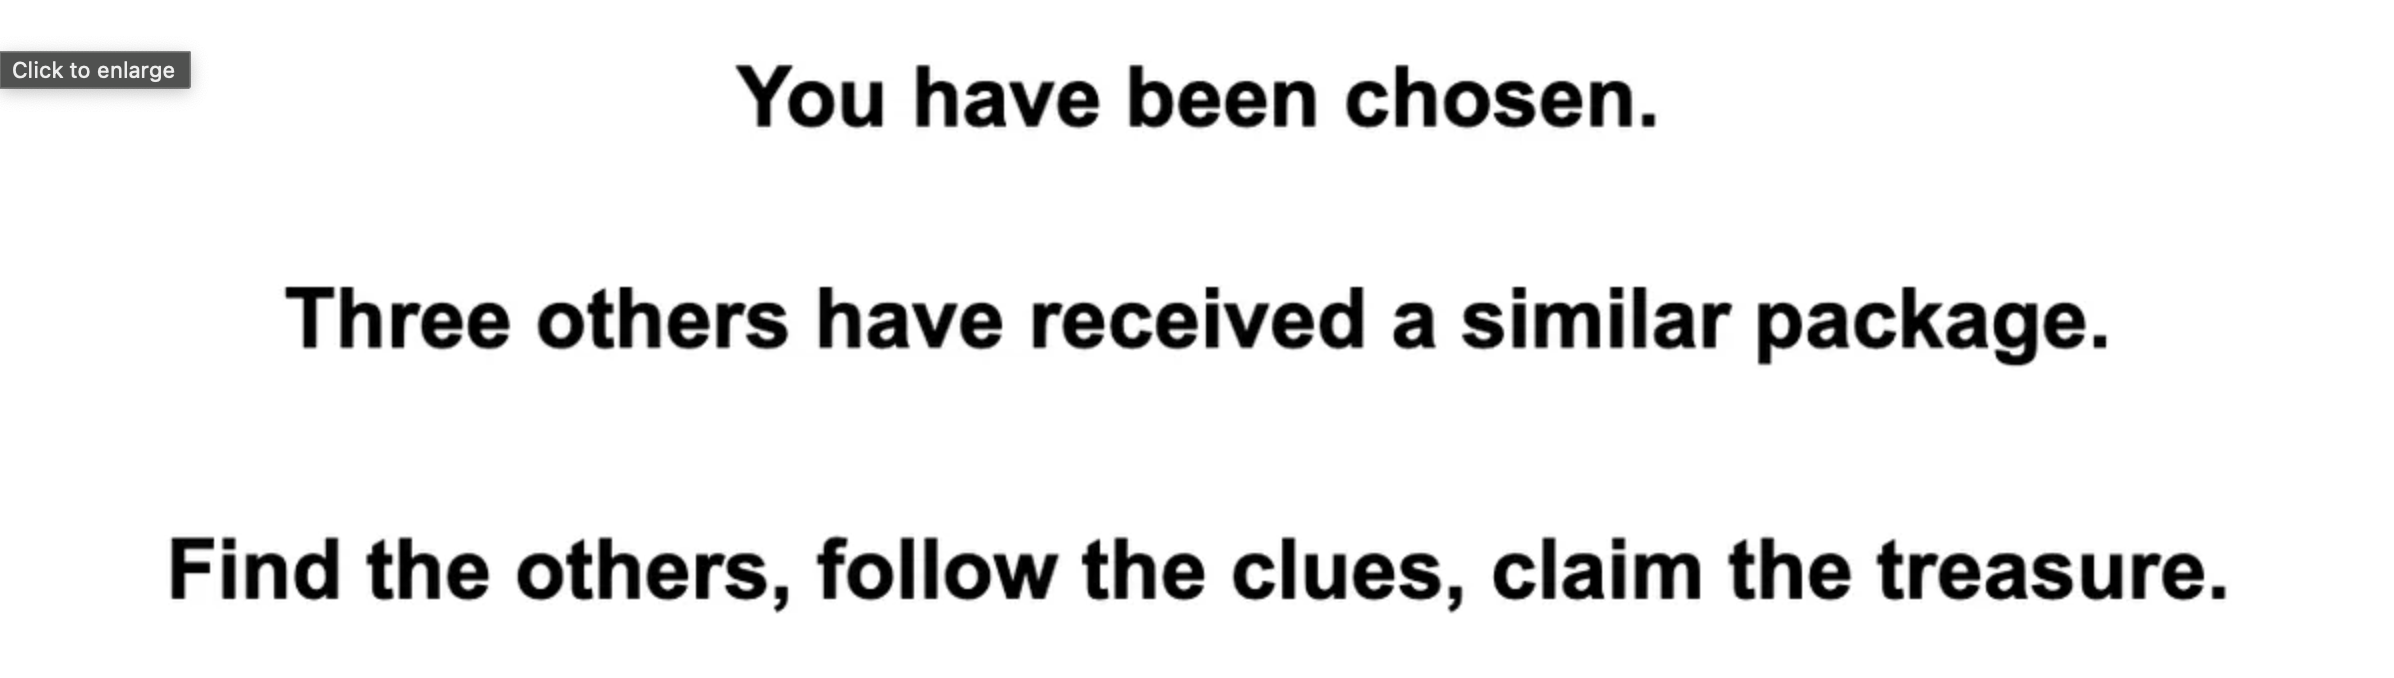 Click to enlarge
You have been chosen.
Three others have received a similar package.
Find the others, follow the clues, claim the treasure.